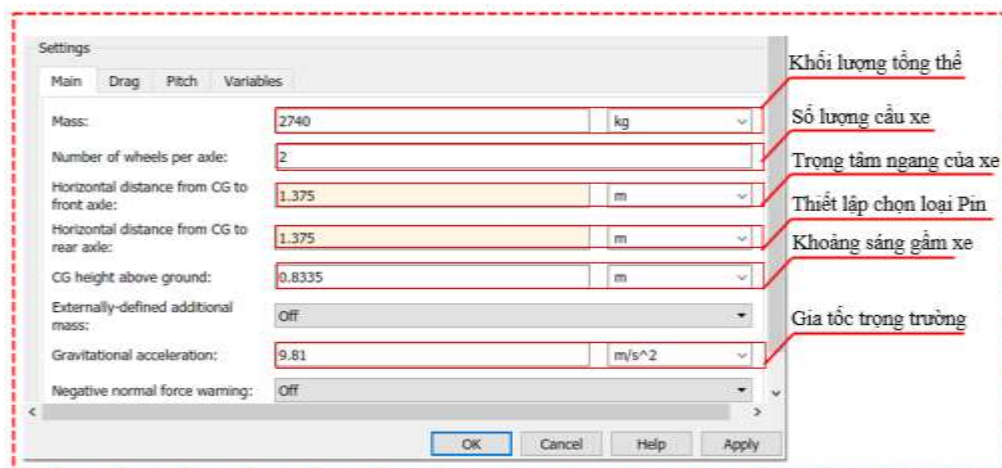 Settings
Main Drag Pitch Variables
Khối lượng tổng thể
Mass: 2740 kg
Số lượng cầu xe
Number of wheels per axle: 2
Trọng tâm ngang của xe
Horizontal distance from CG to
front axle: 1.375 m
Thiết lập chọn loại Pin
Horizontal distance from CG to
rear axle: 1.375 m
Khoảng sáng gầm xe
CG height above ground: 0.8335 m
Externally-defined additional
mass: Off
Gia tốc trọng trường
Gravitational acceleration: 9.81 m/s^2
Negative normal force warning: Off
OK Cancel Help Apply